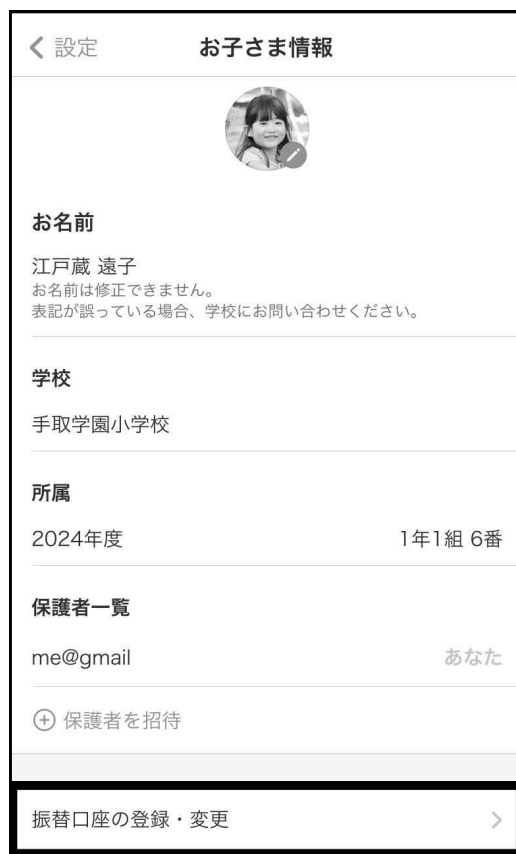 設定 お子さま情報
お名前
江戸蔵 遠子
お名前は修正できません。
表記が誤っている場合、学校にお問い合わせください。
学校
手取学園小学校
所属
2024年度 1年1組 6番
保護者一覧
me@gmail あなた
保護者を招待
振替口座の登録・変更